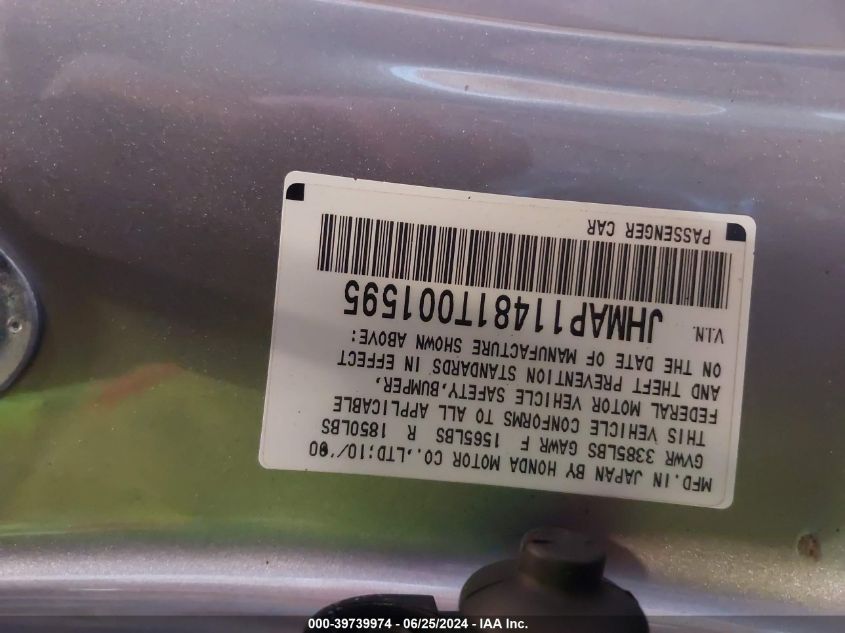 MFD. IN JAPAN BY HONDA MOTOR CO.,LTD;10/'00
GVWR 3385LBS GAWR F 1565LBS R 1850LBS
THIS VEHICLE CONFORMS TO ALL APPLICABLE
FEDERAL MOTOR VEHICLE SAFETY,BUMPER,
AND THEFT PREVENTION STANDARDS IN EFFECT
ON THE DATE OF MANUFACTURE SHOWN ABOVE:
V.I.N. JHMAP11481T001595
PASSENGER CAR
000-39739974 / 06/25/2024 - IAA Inc.